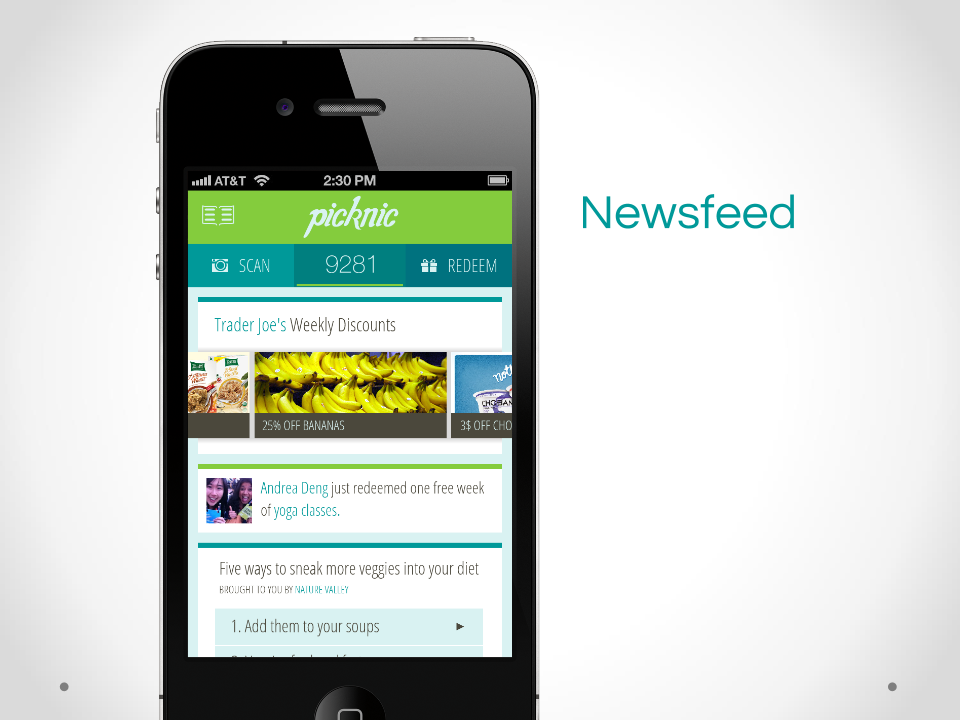 AT&T 2:30 PM
picknic
Newsfeed
SCAN 9281 REDEEM
Trader Joe's Weekly Discounts
25% OFF BANANAS 3$ OFF CHO
Andrea Deng just redeemed one free week
of yoga classes.
Five ways to sneak more veggies into your diet
BROUGHT TO YOU BY NATURE VALLEY
1. Add them to your soups